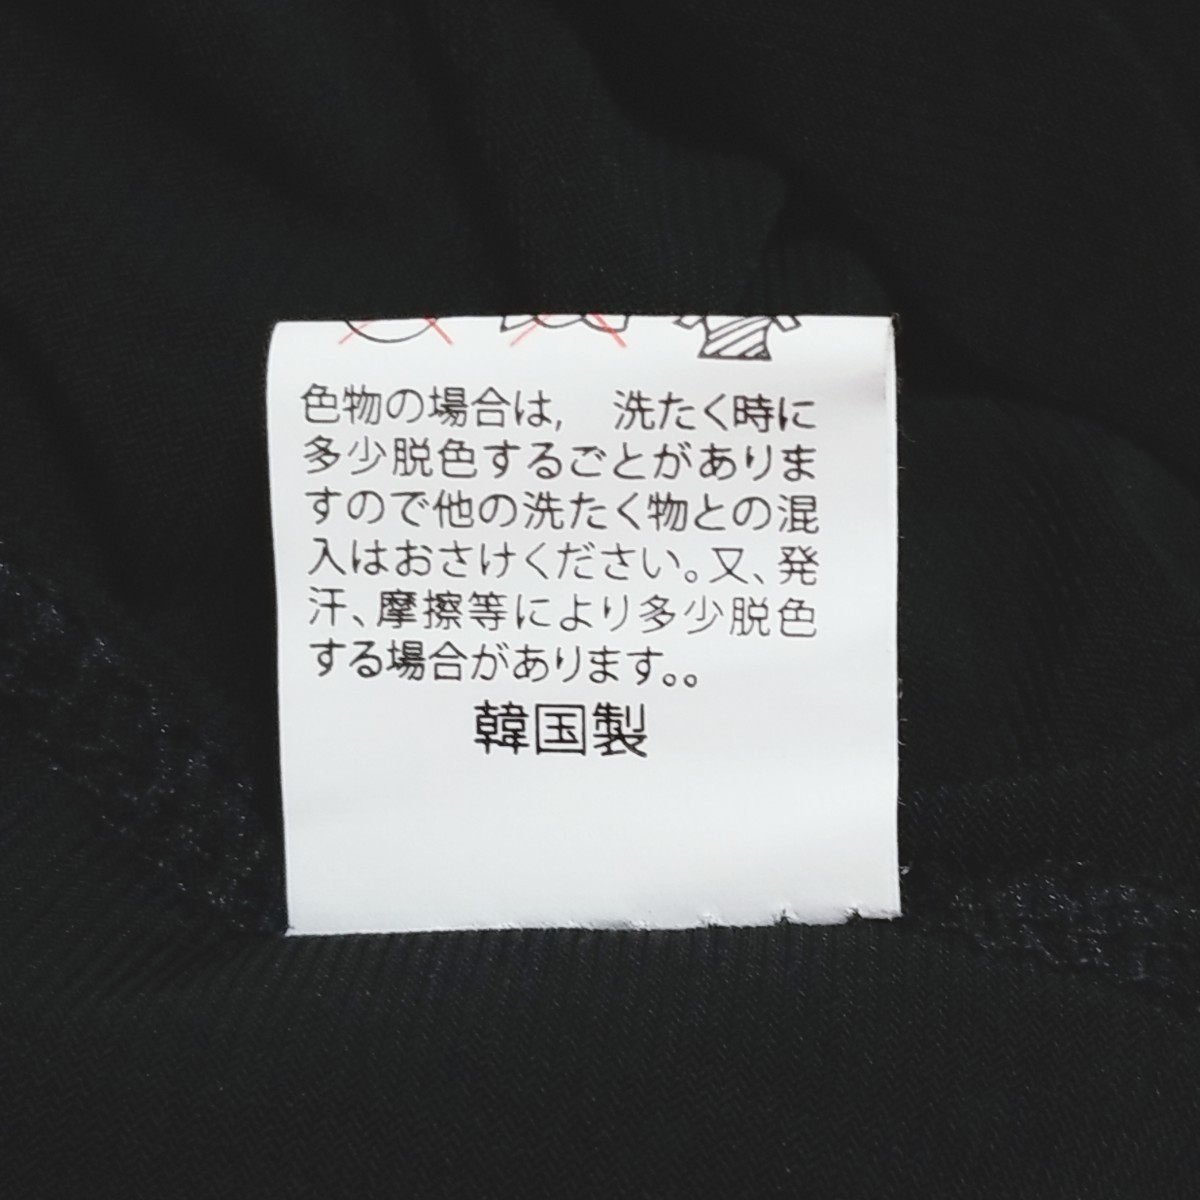 色物の場合は, 洗たく時に
多少脱色するごとがありま
すので他の洗たく物との混
入はおさけください。又、発
汗、摩擦等により多少脱色
する場合があります。。
韓国製